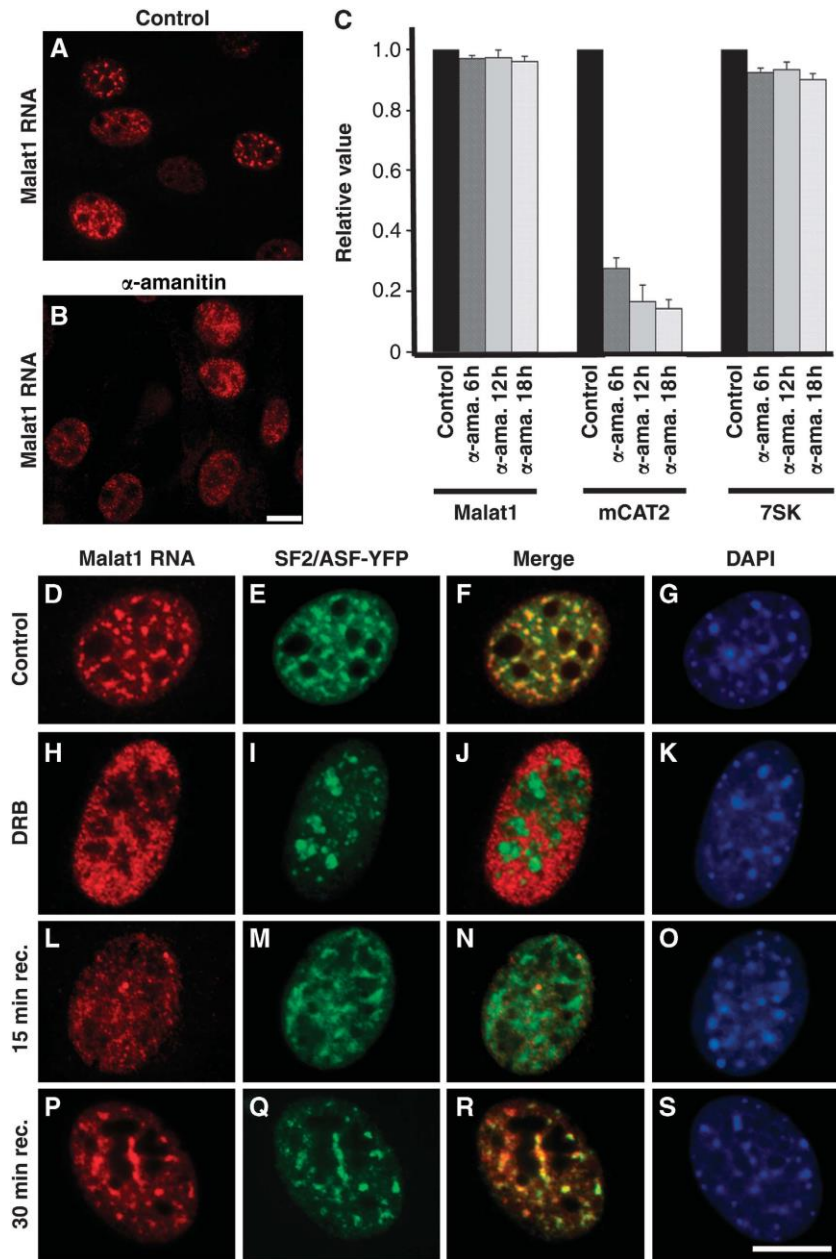 Control
A
Malat1 RNA
α-amanitin
B
Malat1 RNA
C
Relative value
1.0
0.8
0.6
0.4
0.2
0
Control
α-ama. 6h
α-ama. 12h
α-ama. 18h
Control
α-ama. 6h
α-ama. 12h
α-ama. 18h
Control
α-ama. 6h
α-ama. 12h
α-ama. 18h
Malat1
mCAT2
7SK
Malat1 RNA
SF2/ASF-YFP
Merge
DAPI
Control
D
E
F
G
DRB
H
I
J
K
15 min rec.
L
M
N
O
30 min rec.
P
Q
R
S